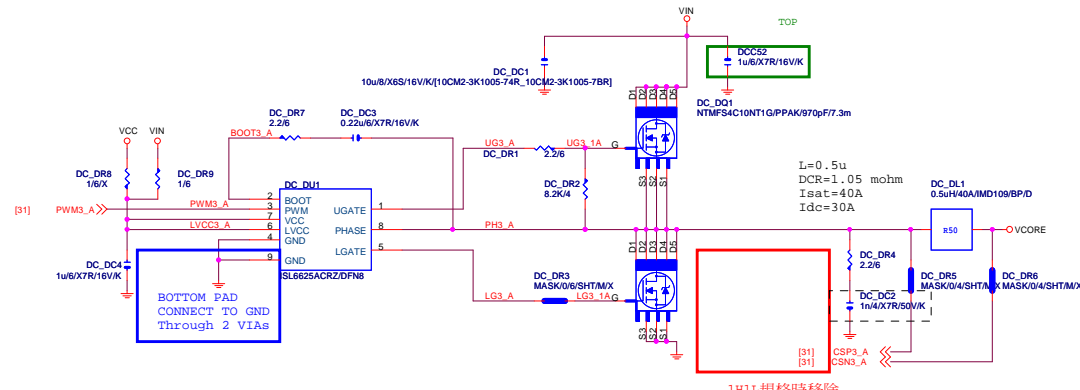 VIN
TOP
DCC52
1u/6/X7R/16V/K
DC_DC1
10u/8/X6S/16V/K/[10CM2-3K1005-74R_10CM2-3K1005-7BR]
D1 D2 D3 D4 D5
DC_DQ1
NTMFS4C10NT1G/PPAK/970pF/7.3m
DC_DR7
2.2/6
DC_DC3
0.22u/6/X7R/16V/K
VCC
VIN
BOOT3_A
UG3_A
UG3_1A
G
DC_DR1
2.2/6
S3 S2 S1
L=0.5u
DCR=1.05 mohm
Isat=40A
Idc=30A
DC_DR8
1/6/X
DC_DR9
1/6
DC_DU1
DC_DR2
8.2K/4
DC_DL1
0.5uH/40A/IMD109/BP/D
[31]
PWM3_A
PWM3_A
LVCC3_A
2
3
7
6
4
9
BOOT
PWM
VCC
LVCC
GND
GND
UGATE
PHASE
LGATE
1
8
5
PH3_A
R50
VCORE
D1 D2 D3 D4 D5
DC_DR4
2.2/6
DC_DC4
1u/6/X7R/16V/K
ISL6625ACRZ/DFN8
DC_DR3
MASK/0/6/SHT/M/X
LG3_A
LG3_1A
G
DC_DR5
MASK/0/4/SHT/M/X
DC_DR6
MASK/0/4/SHT/M/X
DC_DC2
1n/4/X7R/50V/K
BOTTOM PAD
CONNECT TO GND
Through 2 VIAs
S3 S2 S1
[31]
CSP3_A
[31]
CSN3_A